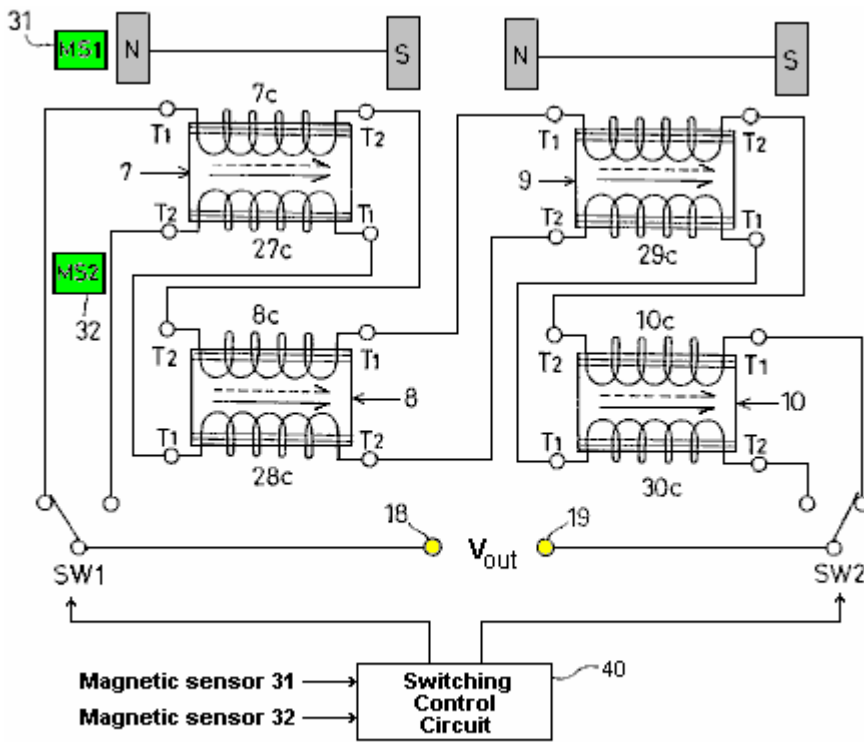 31
MS1
N
S
N
S
7c
T1
T2
T1
T2
7
9
T2
T1
T2
T1
27c
29c
MS2
32
8c
10c
T2
T1
T2
T1
8
10
T1
T2
T1
T2
28c
30c
18
19
Vout
SW1
SW2
40
Magnetic sensor 31
Magnetic sensor 32
Switching
Control
Circuit